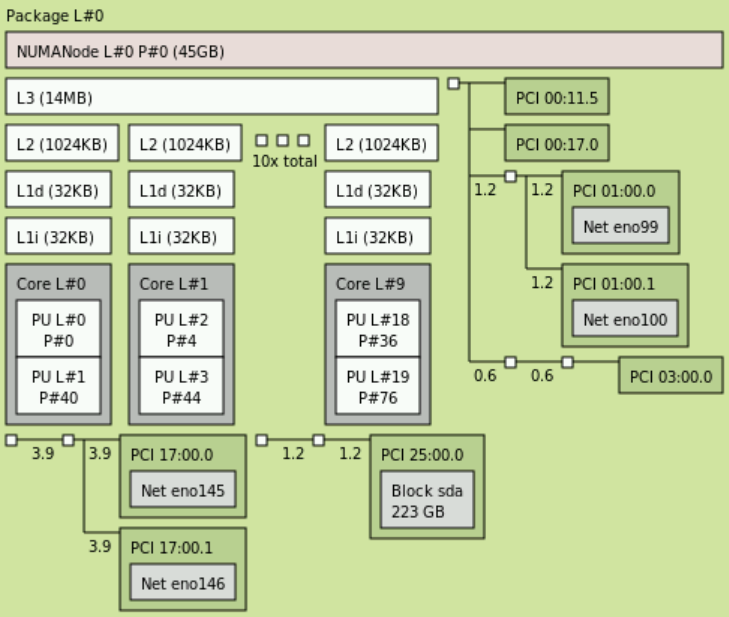 Package L#0
NUMANode L#0 P#0 (45GB)
L3 (14MB)
PCI 00:11.5
L2 (1024KB) L2 (1024KB) L2 (1024KB)
10x total
PCI 00:17.0
L1d (32KB) L1d (32KB) L1d (32KB)
1.2 1.2 PCI 01:00.0
Net eno99
L1i (32KB) L1i (32KB) L1i (32KB)
Core L#0 Core L#1 Core L#9
1.2 PCI 01:00.1
Net eno100
PU L#0 PU L#2 PU L#18
P#0 P#4 P#36
PU L#1 PU L#3 PU L#19
P#40 P#44 P#76
0.6 0.6 PCI 03:00.0
3.9 3.9 PCI 17:00.0
Net eno145
1.2 1.2 PCI 25:00.0
Block sda
223 GB
3.9 PCI 17:00.1
Net eno146